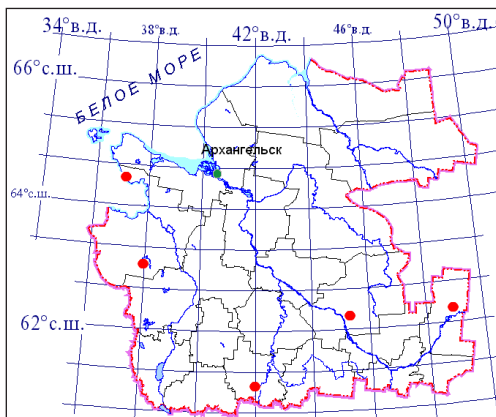 34°в.д.
38°в.д.
42°в.д.
46°в.д.
50°в.д.
66°с.ш.
БЕЛОЕ МОРЕ
Архангельск
64°с.ш.
62°с.ш.